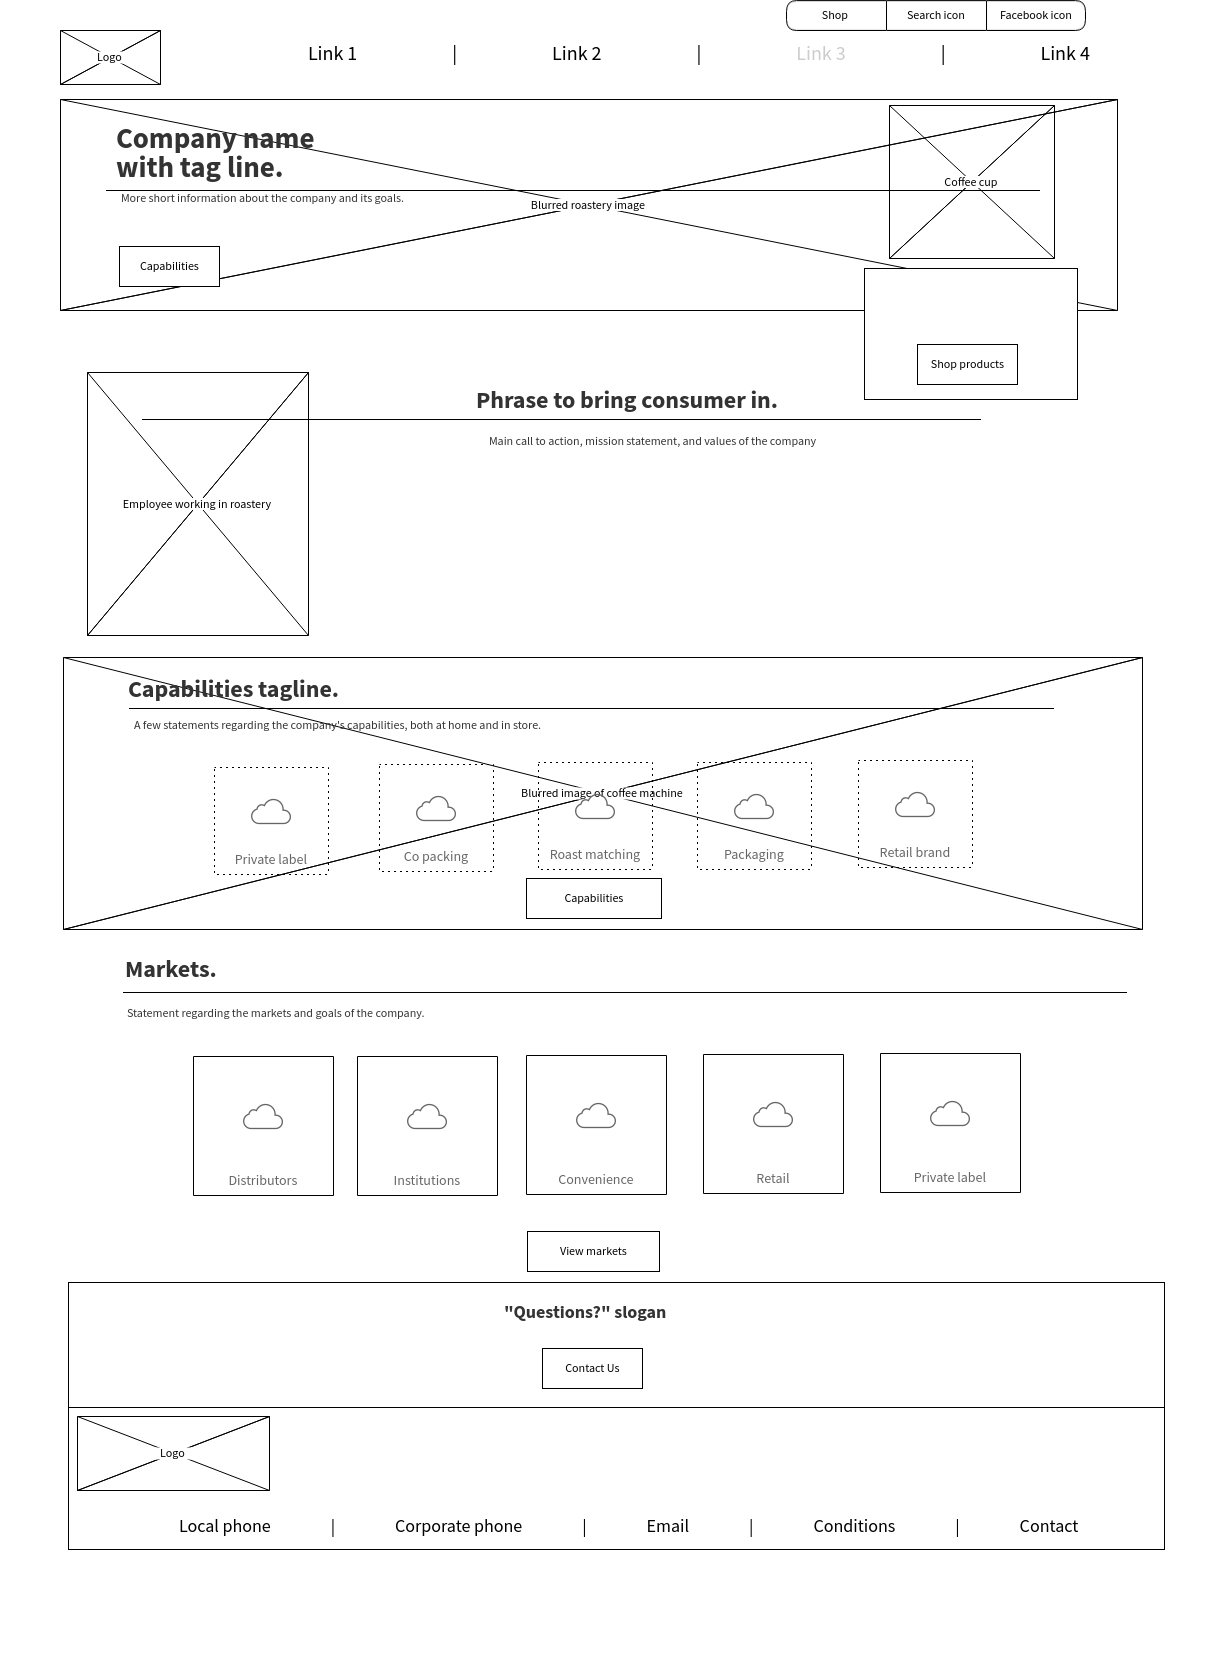 Shop
Search icon
Facebook icon
Logo
Link 1 | Link 2 | Link 3 | Link 4
Company name
with tag line.
More short information about the company and its goals.
Blurred roastery image
Coffee cup
Capabilities
Shop products
Phrase to bring consumer in.
Main call to action, mission statement, and values of the company
Employee working in roastery
Capabilities tagline.
A few statements regarding the company's capabilities, both at home and in store.
Blurred image of coffee machine
Private label
Co packing
Roast matching
Packaging
Retail brand
Capabilities
Markets.
Statement regarding the markets and goals of the company.
Distributors
Institutions
Convenience
Retail
Private label
View markets
"Questions?" slogan
Contact Us
Logo
Local phone | Corporate phone | Email | Conditions | Contact